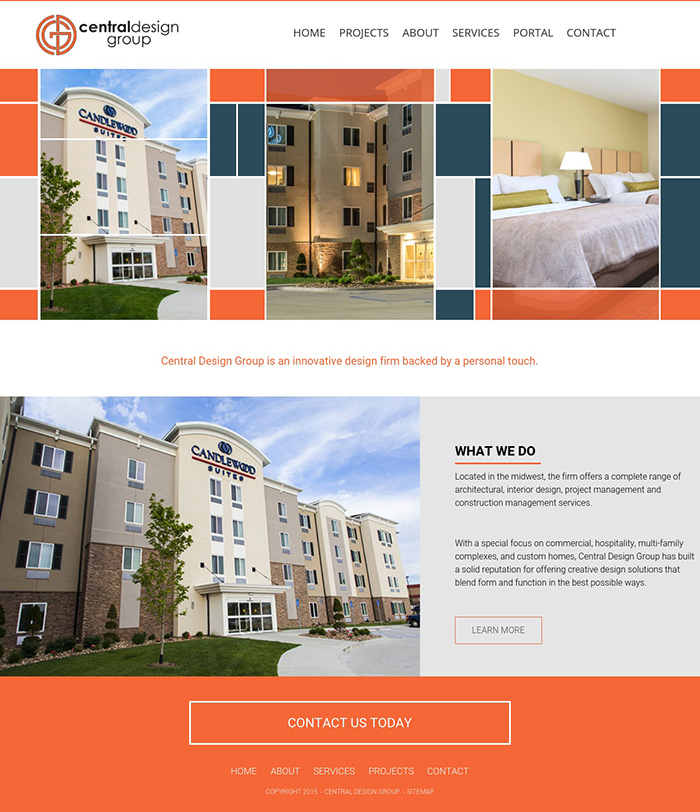 centraldesign
group
HOME PROJECTS ABOUT SERVICES PORTAL CONTACT
CANDLEWOOD
SUITES
Central Design Group is an innovative design firm backed by a personal touch.
CANDLEWOOD
SUITES
WHAT WE DO
Located in the midwest, the firm offers a complete range of
architectural, interior design, project management and
construction management services.
With a special focus on commercial, hospitality, multi-family
complexes, and custom homes, Central Design Group has built
a solid reputation for offering creative design solutions that
blend form and function in the best possible ways.
LEARN MORE
CONTACT US TODAY
HOME ABOUT SERVICES PROJECTS CONTACT
COPYRIGHT 2015 - CENTRAL DESIGN GROUP - SITEMAP